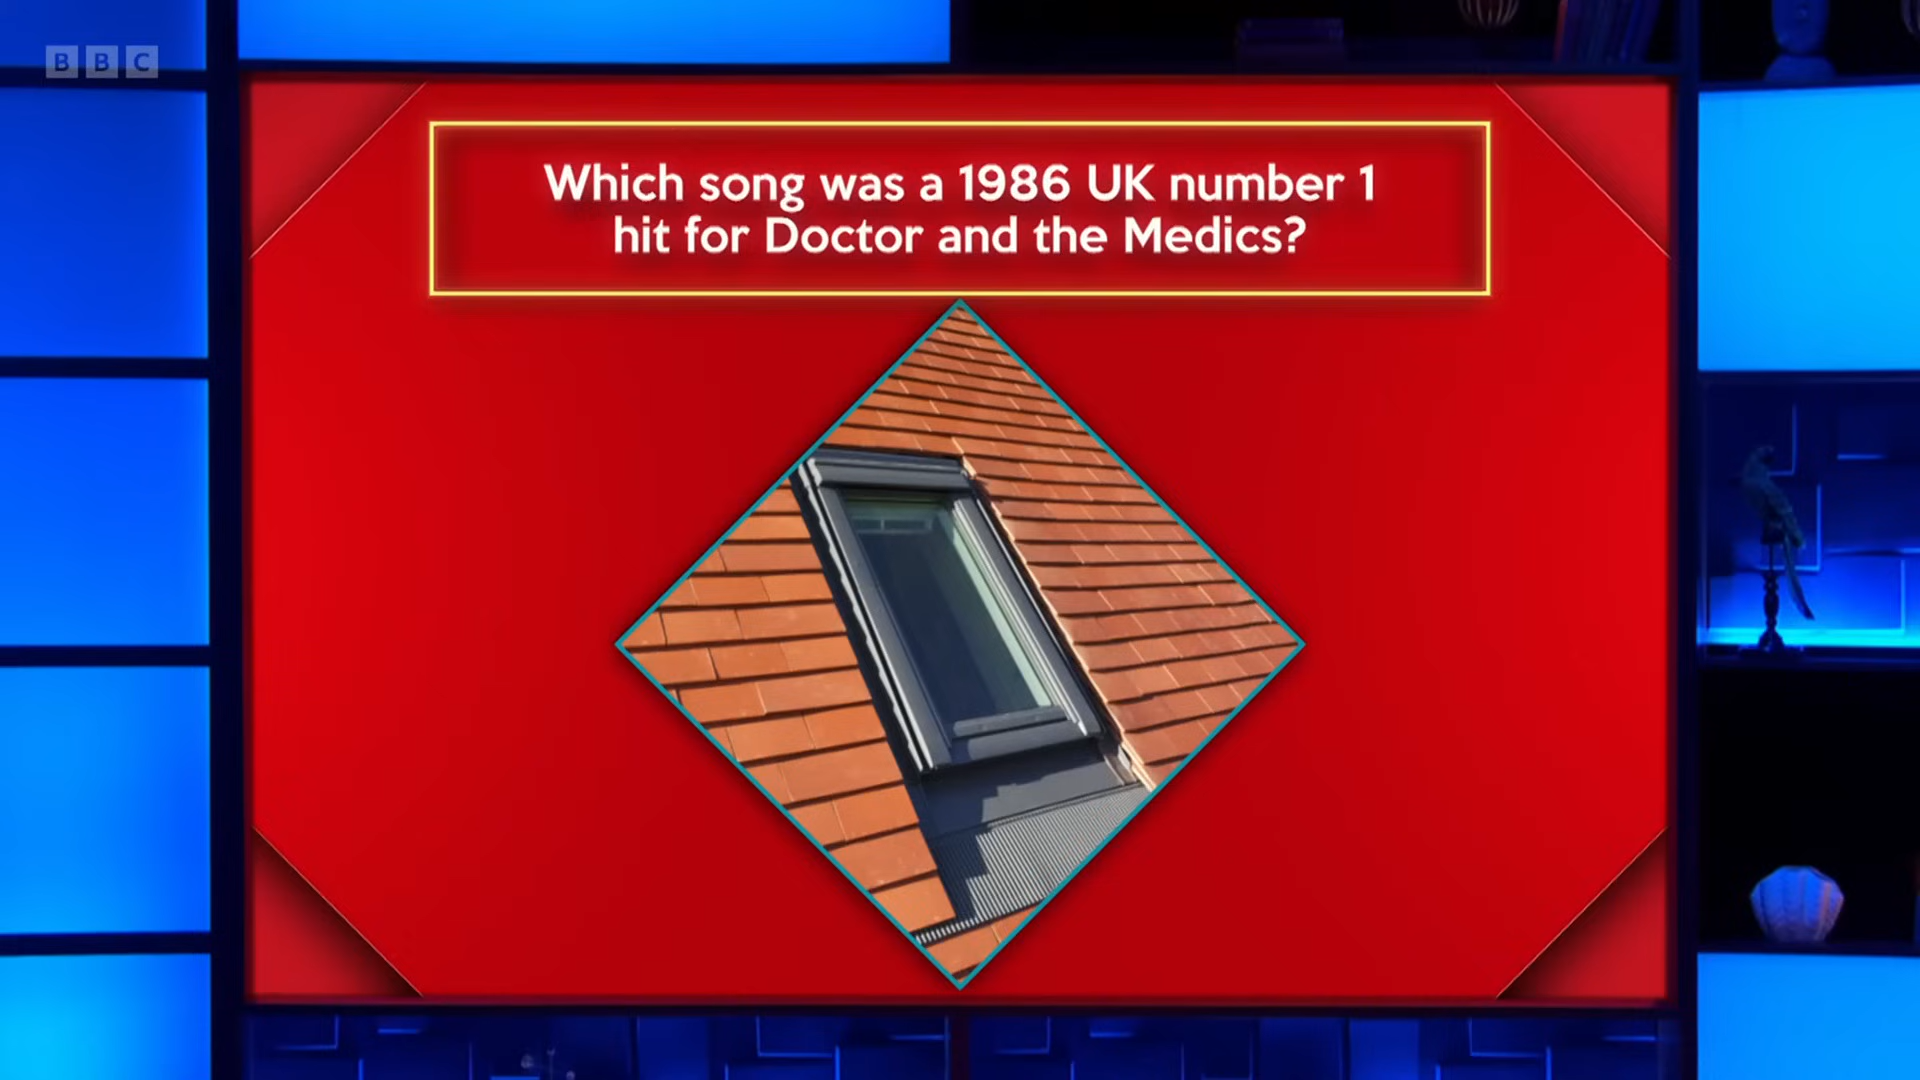 BBC
Which song was a 1986 UK number 1
hit for Doctor and the Medics?